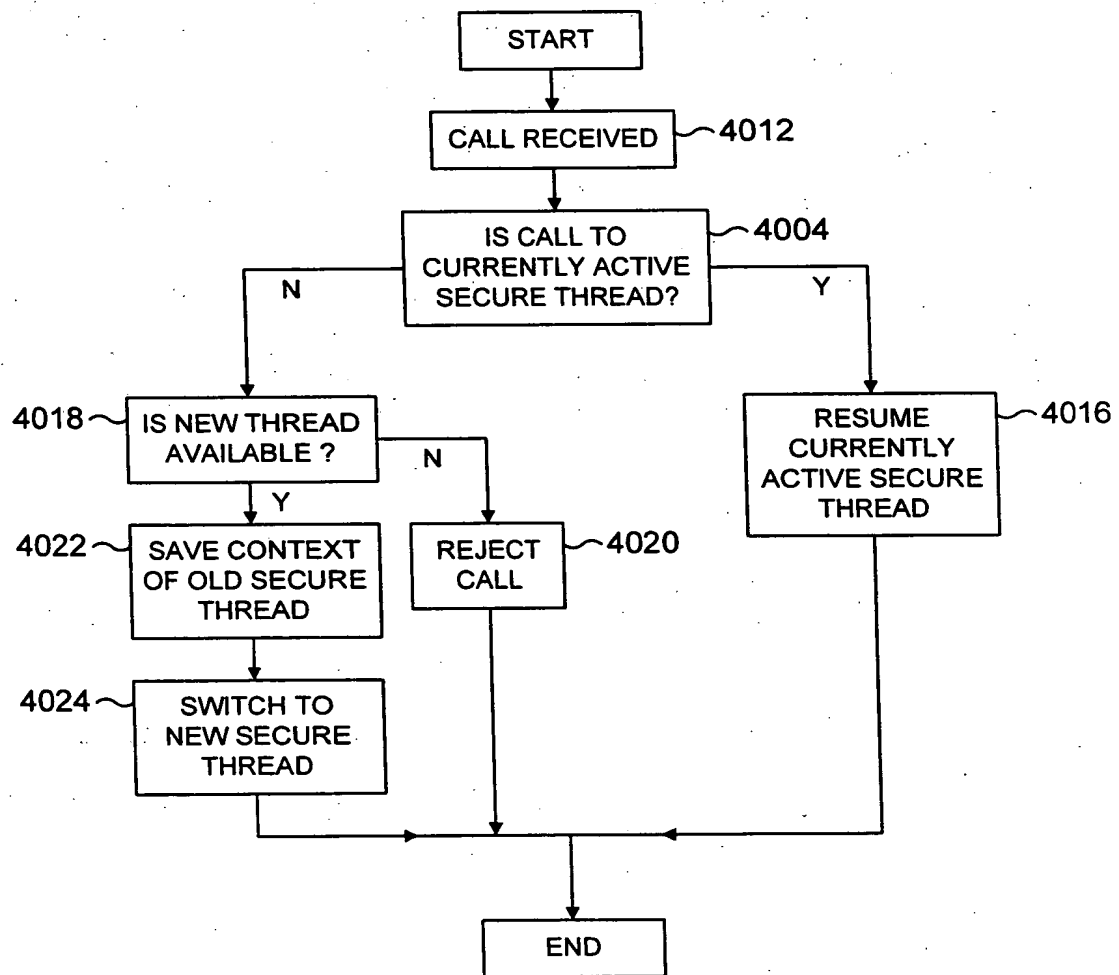 START
CALL RECEIVED
4012
IS CALL TO
CURRENTLY ACTIVE
SECURE THREAD?
4004
N
Y
4018
IS NEW THREAD
AVAILABLE ?
N
Y
RESUME
CURRENTLY
ACTIVE SECURE
THREAD
4016
4022
SAVE CONTEXT
OF OLD SECURE
THREAD
REJECT
CALL
4020
4024
SWITCH TO
NEW SECURE
THREAD
END